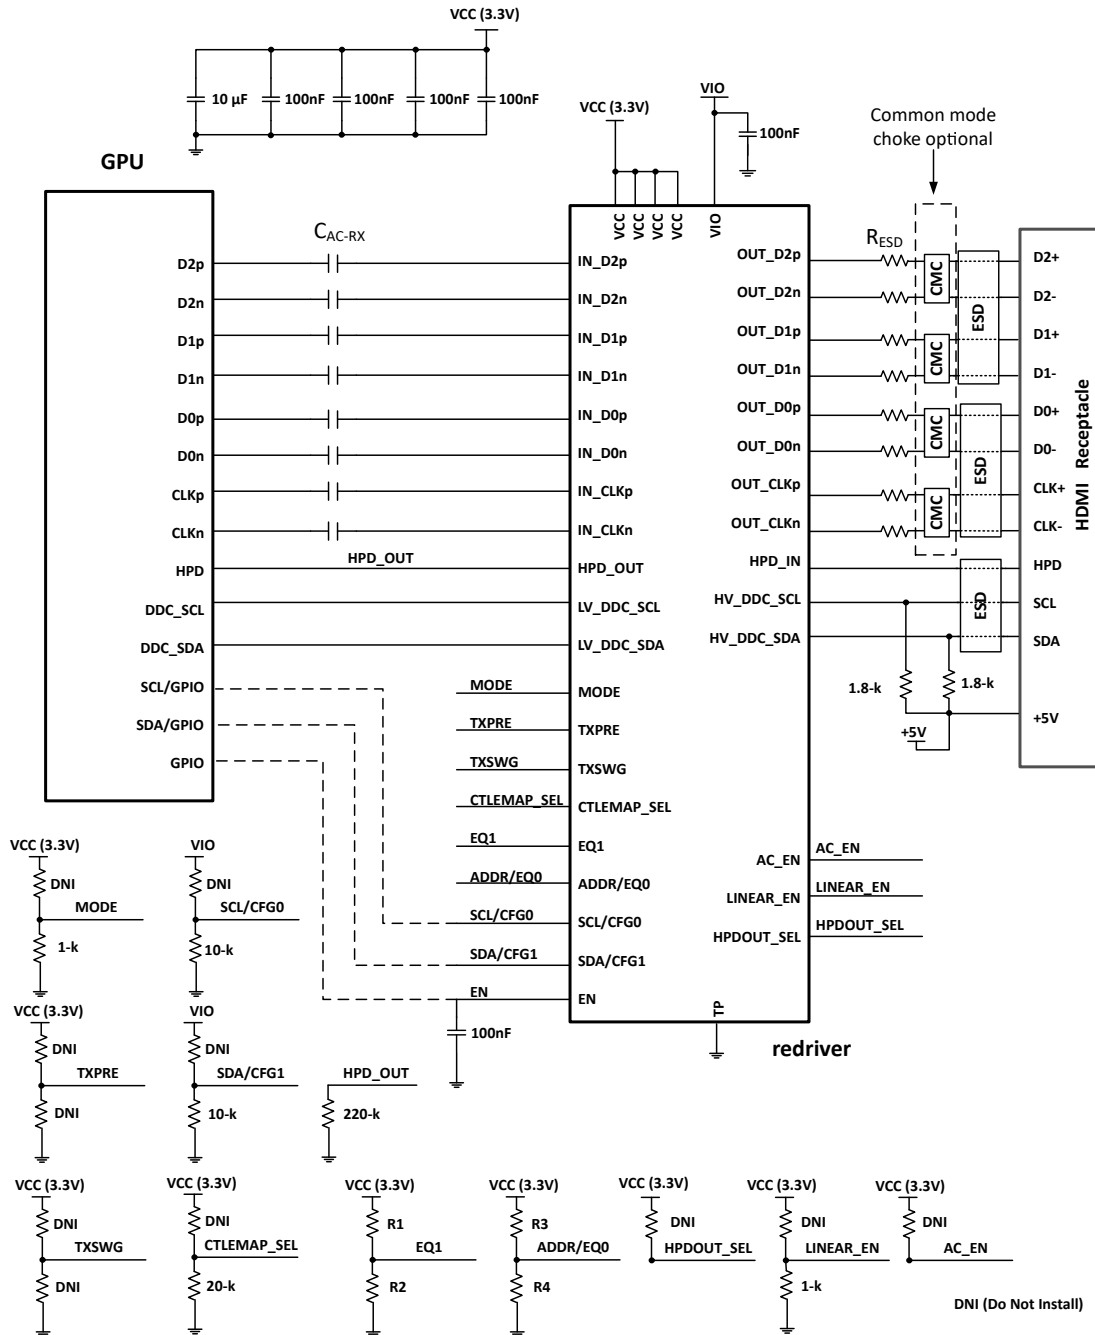 VCC (3.3V)
10 µF
100nF
100nF
100nF
100nF
VCC (3.3V)
VIO
100nF
Common mode
choke optional
GPU
VCC
VCC
VCC
VCC
VIO
CAC-RX
RESD
D2p
IN_D2p
OUT_D2p
D2+
CMC
D2n
IN_D2n
OUT_D2n
D2-
ESD
D1p
IN_D1p
OUT_D1p
D1+
CMC
D1n
IN_D1n
OUT_D1n
D1-
D0p
IN_D0p
OUT_D0p
D0+
CMC
D0n
IN_D0n
OUT_D0n
D0-
ESD
HDMI Receptacle
CLKp
IN_CLKp
OUT_CLKp
CLK+
CMC
CLKn
IN_CLKn
OUT_CLKn
CLK-
HPD
HPD_OUT
HPD_OUT
HPD_IN
HPD
DDC_SCL
LV_DDC_SCL
HV_DDC_SCL
ESD
SCL
DDC_SDA
LV_DDC_SDA
HV_DDC_SDA
SDA
SCL/GPIO
MODE
MODE
1.8-k
1.8-k
SDA/GPIO
TXPRE
TXPRE
+5V
+5V
GPIO
TXSWG
TXSWG
CTLEMAP_SEL
CTLEMAP_SEL
EQ1
EQ1
AC_EN
AC_EN
ADDR/EQ0
ADDR/EQ0
LINEAR_EN
LINEAR_EN
SCL/CFG0
SCL/CFG0
HPDOUT_SEL
HPDOUT_SEL
SDA/CFG1
SDA/CFG1
EN
EN
TP
100nF
redriver
VCC (3.3V)
DNI
MODE
1-k
VIO
DNI
SCL/CFG0
10-k
VCC (3.3V)
DNI
TXPRE
DNI
VIO
DNI
SDA/CFG1
10-k
HPD_OUT
220-k
VCC (3.3V)
DNI
TXSWG
DNI
VCC (3.3V)
DNI
CTLEMAP_SEL
20-k
VCC (3.3V)
R1
EQ1
R2
VCC (3.3V)
R3
ADDR/EQ0
R4
VCC (3.3V)
DNI
HPDOUT_SEL
VCC (3.3V)
DNI
LINEAR_EN
1-k
VCC (3.3V)
DNI
AC_EN
DNI (Do Not Install)